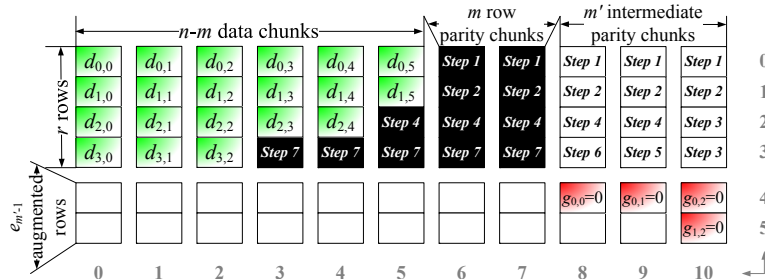 n-m data chunks
m row parity chunks
m′ intermediate parity chunks
r rows
d0,0 d0,1 d0,2 d0,3 d0,4 d0,5 Step 1 Step 1 Step 1 Step 1 Step 1 0
d1,0 d1,1 d1,2 d1,3 d1,4 d1,5 Step 2 Step 2 Step 2 Step 2 Step 2 1
d2,0 d2,1 d2,2 d2,3 d2,4 Step 4 Step 4 Step 4 Step 4 Step 4 Step 3 2
d3,0 d3,1 d3,2 Step 7 Step 7 Step 7 Step 7 Step 7 Step 6 Step 5 Step 3 3
em′-1 augmented rows
g0,0=0 g0,1=0 g0,2=0 4
g1,2=0 5
0 1 2 3 4 5 6 7 8 9 10